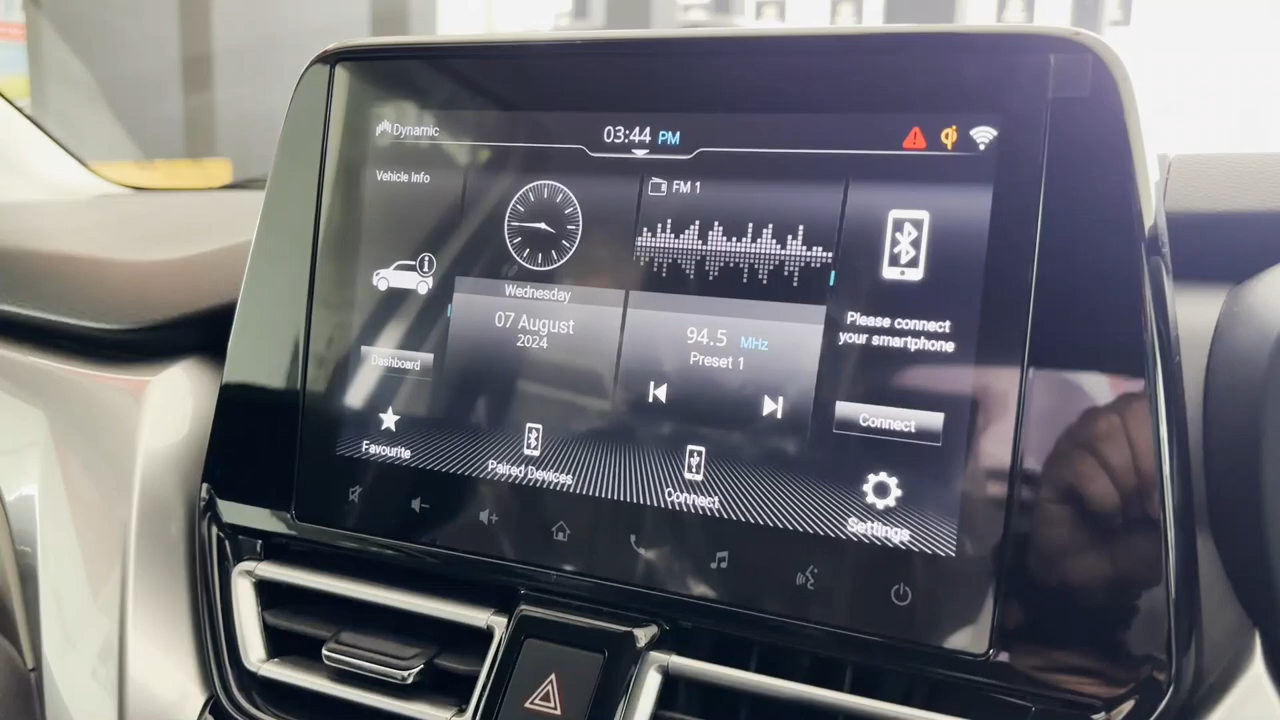 Dynamic
03:44 PM
Vehicle Info
FM 1
Wednesday
07 August
2024
94.5 MHz
Preset 1
Please connect
your smartphone
Dashboard
Connect
Favourite
Paired Devices
Connect
Settings